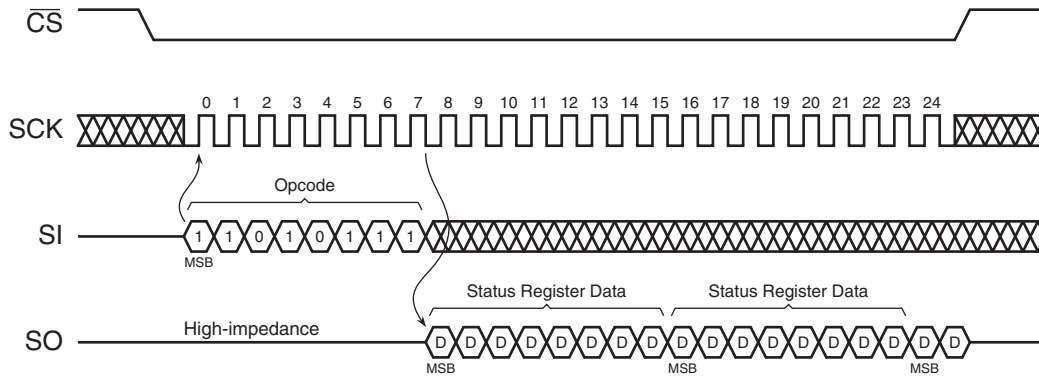 CS
0 1 2 3 4 5 6 7 8 9 10 11 12 13 14 15 16 17 18 19 20 21 22 23 24
SCK
Opcode
SI
1 1 0 1 0 1 1 1
MSB
Status Register Data Status Register Data
High-impedance
SO
D D D D D D D D D D D D D D D D D D
MSB MSB MSB